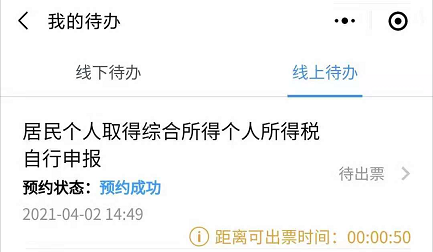 我的待办
线下待办 线上待办
居民个人取得综合所得个人所得税
自行申报
待出票
预约状态：预约成功
2021-04-02 14:49
距离可出票时间：00:00:50